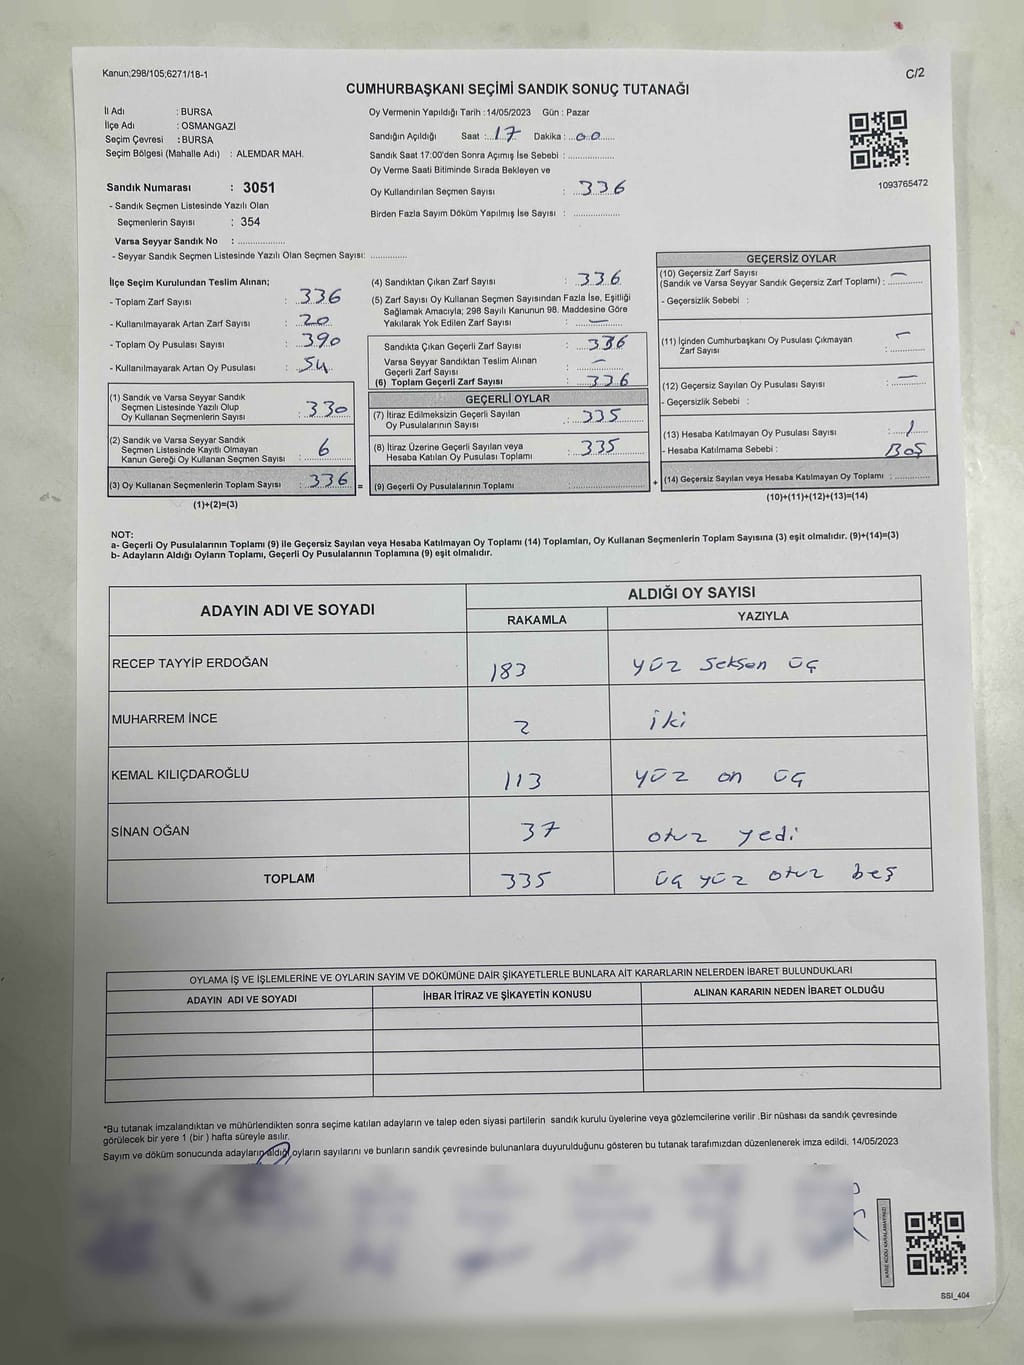 Kanun;298/105;6271/18-1
C/2
CUMHURBAŞKANI SEÇİMİ SANDIK SONUÇ TUTANAĞI
İl Adı : BURSA
İlçe Adı : OSMANGAZİ
Seçim Çevresi : BURSA
Seçim Bölgesi (Mahalle Adı) : ALEMDAR MAH.
Sandık Numarası : 3051
- Sandık Seçmen Listesinde Yazılı Olan
Seçmenlerin Sayısı : 354
Varsa Seyyar Sandık No : ................
- Seyyar Sandık Seçmen Listesinde Yazılı Olan Seçmen Sayısı: ............
Oy Vermenin Yapıldığı Tarih : 14/05/2023 Gün : Pazar
Sandığın Açıldığı Saat : 17 Dakika : 00
Sandık Saat 17:00'den Sonra Açımış İse Sebebi : ................
Oy Verme Saati Bitiminde Sırada Bekleyen ve
Oy Kullandırılan Seçmen Sayısı : 336
Birden Fazla Sayım Döküm Yapılmış İse Sayısı : ................
1093765472
İlçe Seçim Kurulundan Teslim Alınan;
- Toplam Zarf Sayısı : 336
- Kullanılmayarak Artan Zarf Sayısı : 20
- Toplam Oy Pusulası Sayısı : 390
- Kullanılmayarak Artan Oy Pusulası : 54
(1) Sandık ve Varsa Seyyar Sandık
Seçmen Listesinde Yazılı Olup
Oy Kullanan Seçmenlerin Sayısı : 330
(2) Sandık ve Varsa Seyyar Sandık
Seçmen Listesinde Kayıtlı Olmayan
Kanun Gereği Oy Kullanan Seçmen Sayısı : 6
(3) Oy Kullanan Seçmenlerin Toplam Sayısı : 336 =
(1)+(2)=(3)
(4) Sandıktan Çıkan Zarf Sayısı : 336
(5) Zarf Sayısı Oy Kullanan Seçmen Sayısından Fazla İse, Eşitliği
Sağlamak Amacıyla; 298 Sayılı Kanunun 98. Maddesine Göre
Yakılarak Yok Edilen Zarf Sayısı : —
Sandıkta Çıkan Geçerli Zarf Sayısı : 336
Varsa Seyyar Sandıktan Teslim Alınan
Geçerli Zarf Sayısı : —
(6) Toplam Geçerli Zarf Sayısı : 336
GEÇERLİ OYLAR
(7) İtiraz Edilmeksizin Geçerli Sayılan
Oy Pusulalarının Sayısı : 335
(8) İtiraz Üzerine Geçerli Sayılan veya
Hesaba Katılan Oy Pusulası Toplamı : 335
(9) Geçerli Oy Pusulalarının Toplamı : ................ +
GEÇERSİZ OYLAR
(10) Geçersiz Zarf Sayısı
(Sandık ve Varsa Seyyar Sandık Geçersiz Zarf Toplamı) : —
- Geçersizlik Sebebi :
(11) İçinden Cumhurbaşkanı Oy Pusulası Çıkmayan
Zarf Sayısı : —
(12) Geçersiz Sayılan Oy Pusulası Sayısı : —
- Geçersizlik Sebebi :
(13) Hesaba Katılmayan Oy Pusulası Sayısı : 1
- Hesaba Katılmama Sebebi : Boş
(14) Geçersiz Sayılan veya Hesaba Katılmayan Oy Toplamı : ............
(10)+(11)+(12)+(13)=(14)
NOT:
a- Geçerli Oy Pusulalarının Toplamı (9) ile Geçersiz Sayılan veya Hesaba Katılmayan Oy Toplamı (14) Toplamları, Oy Kullanan Seçmenlerin Toplam Sayısına (3) eşit olmalıdır. (9)+(14)=(3)
b- Adayların Aldığı Oyların Toplamı, Geçerli Oy Pusulalarının Toplamına (9) eşit olmalıdır.
ADAYIN ADI VE SOYADI
ALDIĞI OY SAYISI
RAKAMLA YAZIYLA
RECEP TAYYİP ERDOĞAN 183 yüz seksen üç
MUHARREM İNCE 2 iki
KEMAL KILIÇDAROĞLU 113 yüz on üç
SİNAN OĞAN 37 otuz yedi
TOPLAM 335 üç yüz otuz beş
OYLAMA İŞ VE İŞLEMLERİNE VE OYLARIN SAYIM VE DÖKÜMÜNE DAİR ŞİKAYETLERLE BUNLARA AİT KARARLARIN NELERDEN İBARET BULUNDUKLARI
ADAYIN ADI VE SOYADI İHBAR İTİRAZ VE ŞİKAYETİN KONUSU ALINAN KARARIN NEDEN İBARET OLDUĞU
*Bu tutanak imzalandıktan ve mühürlendikten sonra seçime katılan adayların ve talep eden siyasi partilerin sandık kurulu üyelerine veya gözlemcilerine verilir .Bir nüshası da sandık çevresinde
görülecek bir yere 1 (bir ) hafta süreyle asılır.
Sayım ve döküm sonucunda adayların aldığı oyların sayılarını ve bunların sandık çevresinde bulunanlara duyurulduğunu gösteren bu tutanak tarafımızdan düzenlenerek imza edildi. 14/05/2023
KARE KODU KARALAMAYINIZ!
SSI_404